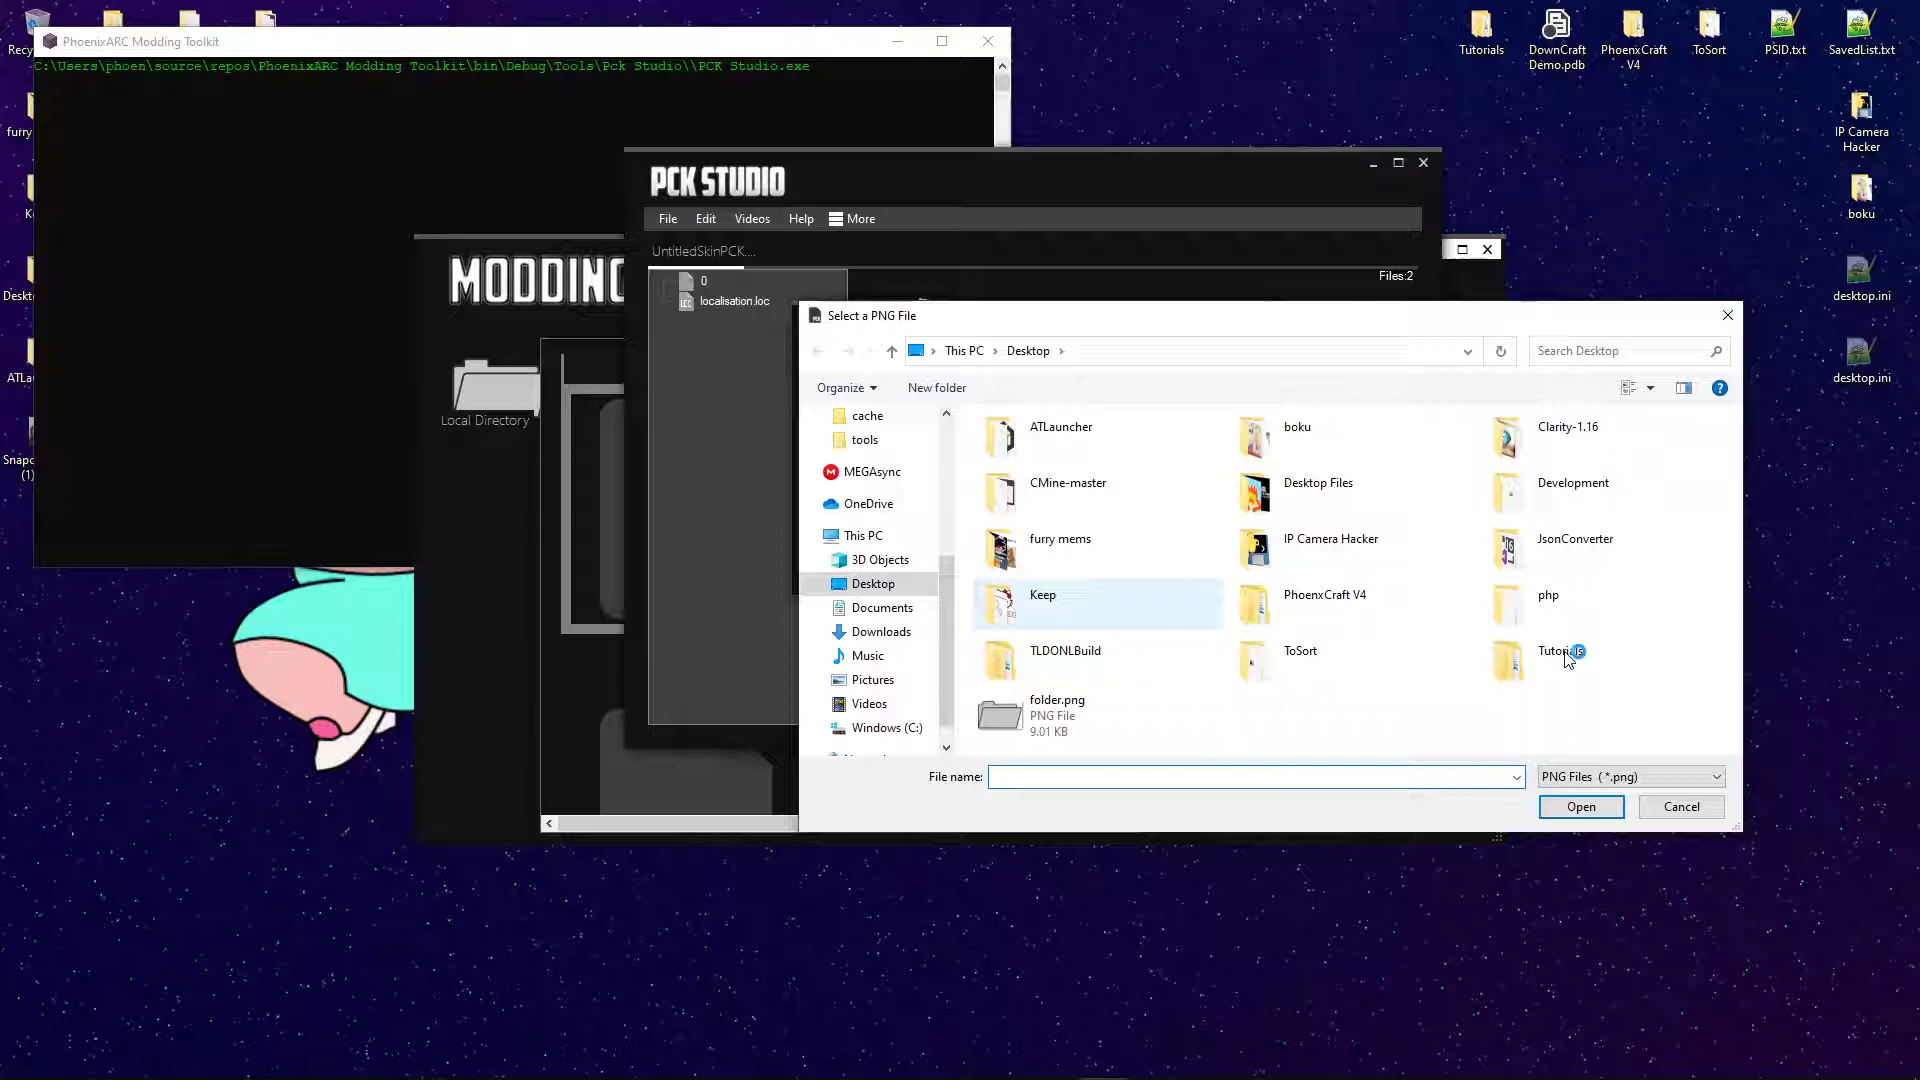 PhoenixARC Modding Toolkit
C:\Users\phoen\source\repos\PhoenixARC Modding Toolkit\bin\Debug\Tools\Pck Studio\\PCK Studio.exe
Tutorials
DownCraft
Demo.pdb
PhoenxCraft
V4
ToSort
PSID.txt
SavedList.txt
IP Camera
Hacker
boku
desktop.ini
desktop.ini
furry
PCK STUDIO
File
Edit
Videos
Help
More
UntitledSkinPCK....
Files:2
0
localisation.loc
Local Directory
Select a PNG File
This PC
Desktop
Search Desktop
Organize
New folder
cache
tools
MEGAsync
OneDrive
This PC
3D Objects
Desktop
Documents
Downloads
Music
Pictures
Videos
Windows (C:)
ATLauncher
boku
Clarity-1.16
CMine-master
Desktop Files
Development
furry mems
IP Camera Hacker
JsonConverter
Keep
PhoenxCraft V4
php
TLDONLBuild
ToSort
Tutorials
folder.png
PNG File
9.01 KB
File name:
PNG Files (*.png)
Open
Cancel